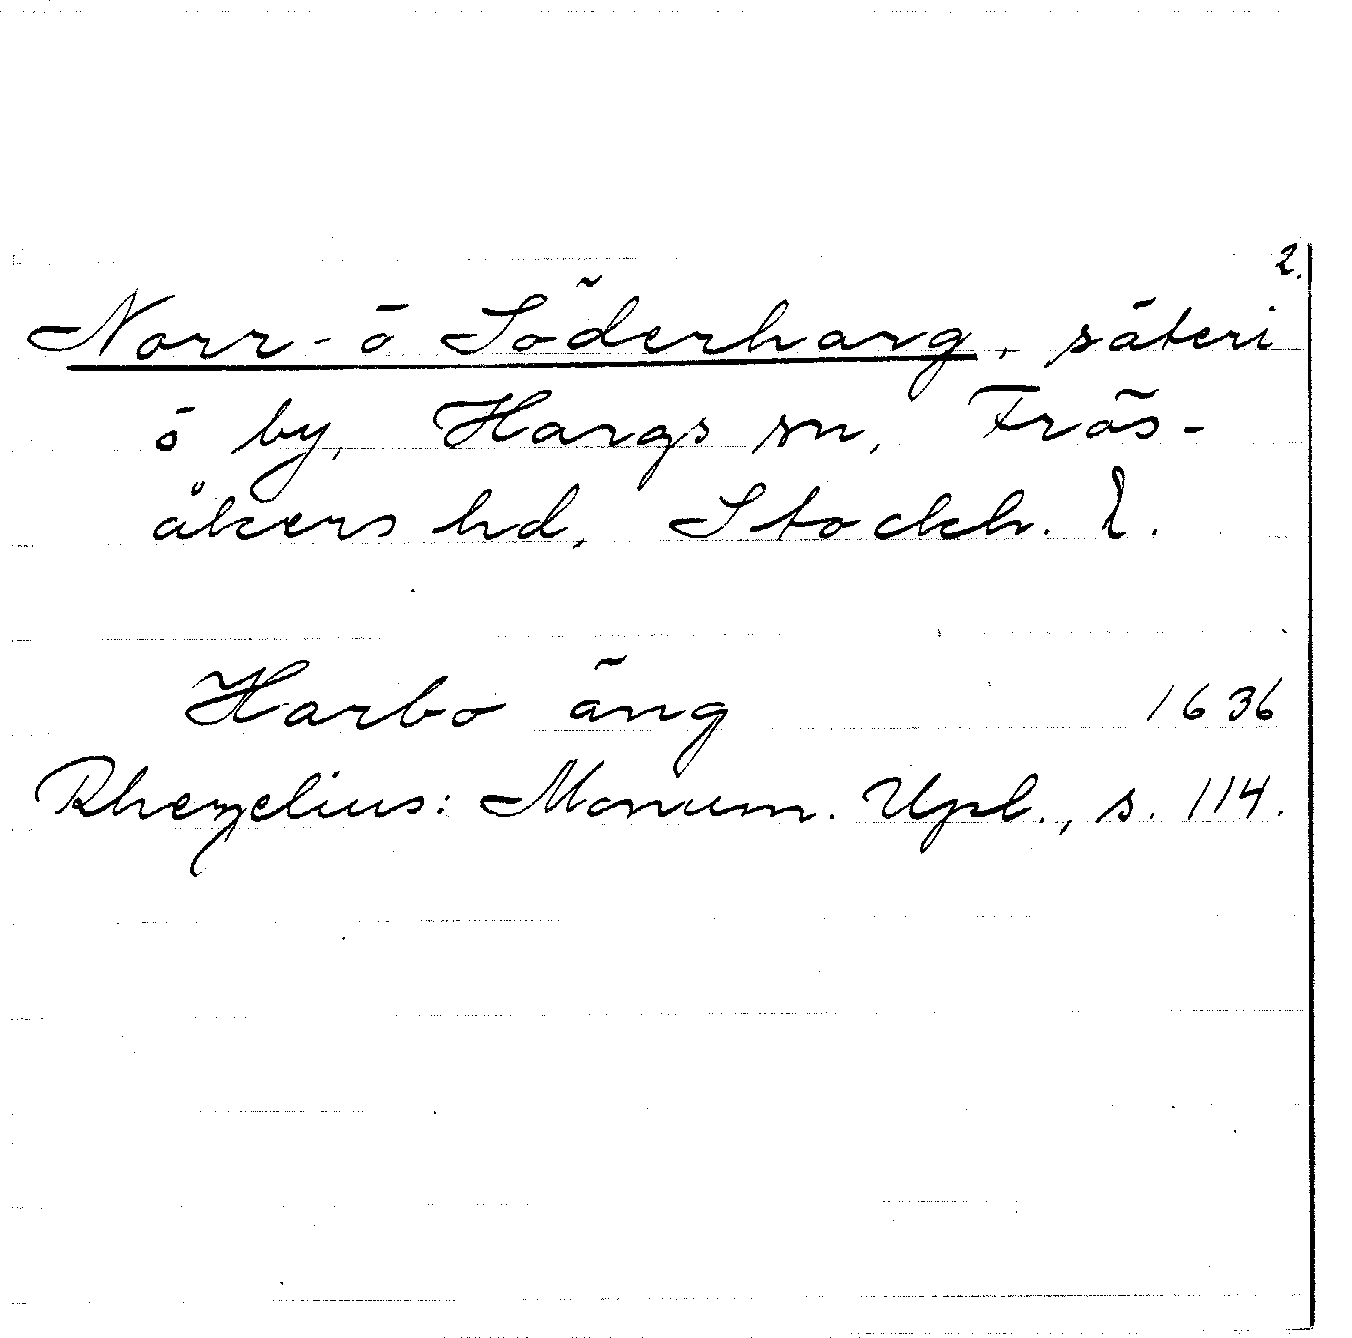 2.
Norr- o Söderharg, säteri
o by, Hargs sn, Frös-
åkers hd, Stockh. l.
Harbo äng 1636
Rhezelius: Monum. Upl., s. 114.